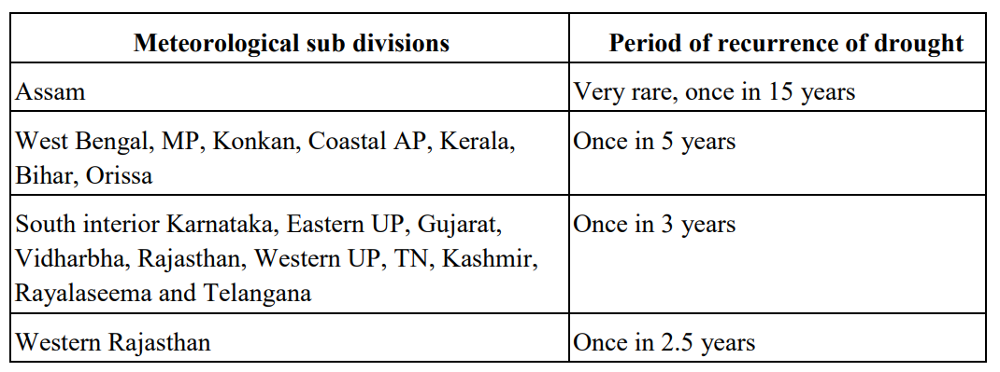 Meteorological sub divisions
Period of recurrence of drought
Assam
Very rare, once in 15 years
West Bengal, MP, Konkan, Coastal AP, Kerala,
Bihar, Orissa
Once in 5 years
South interior Karnataka, Eastern UP, Gujarat,
Vidharbha, Rajasthan, Western UP, TN, Kashmir,
Rayalaseema and Telangana
Once in 3 years
Western Rajasthan
Once in 2.5 years